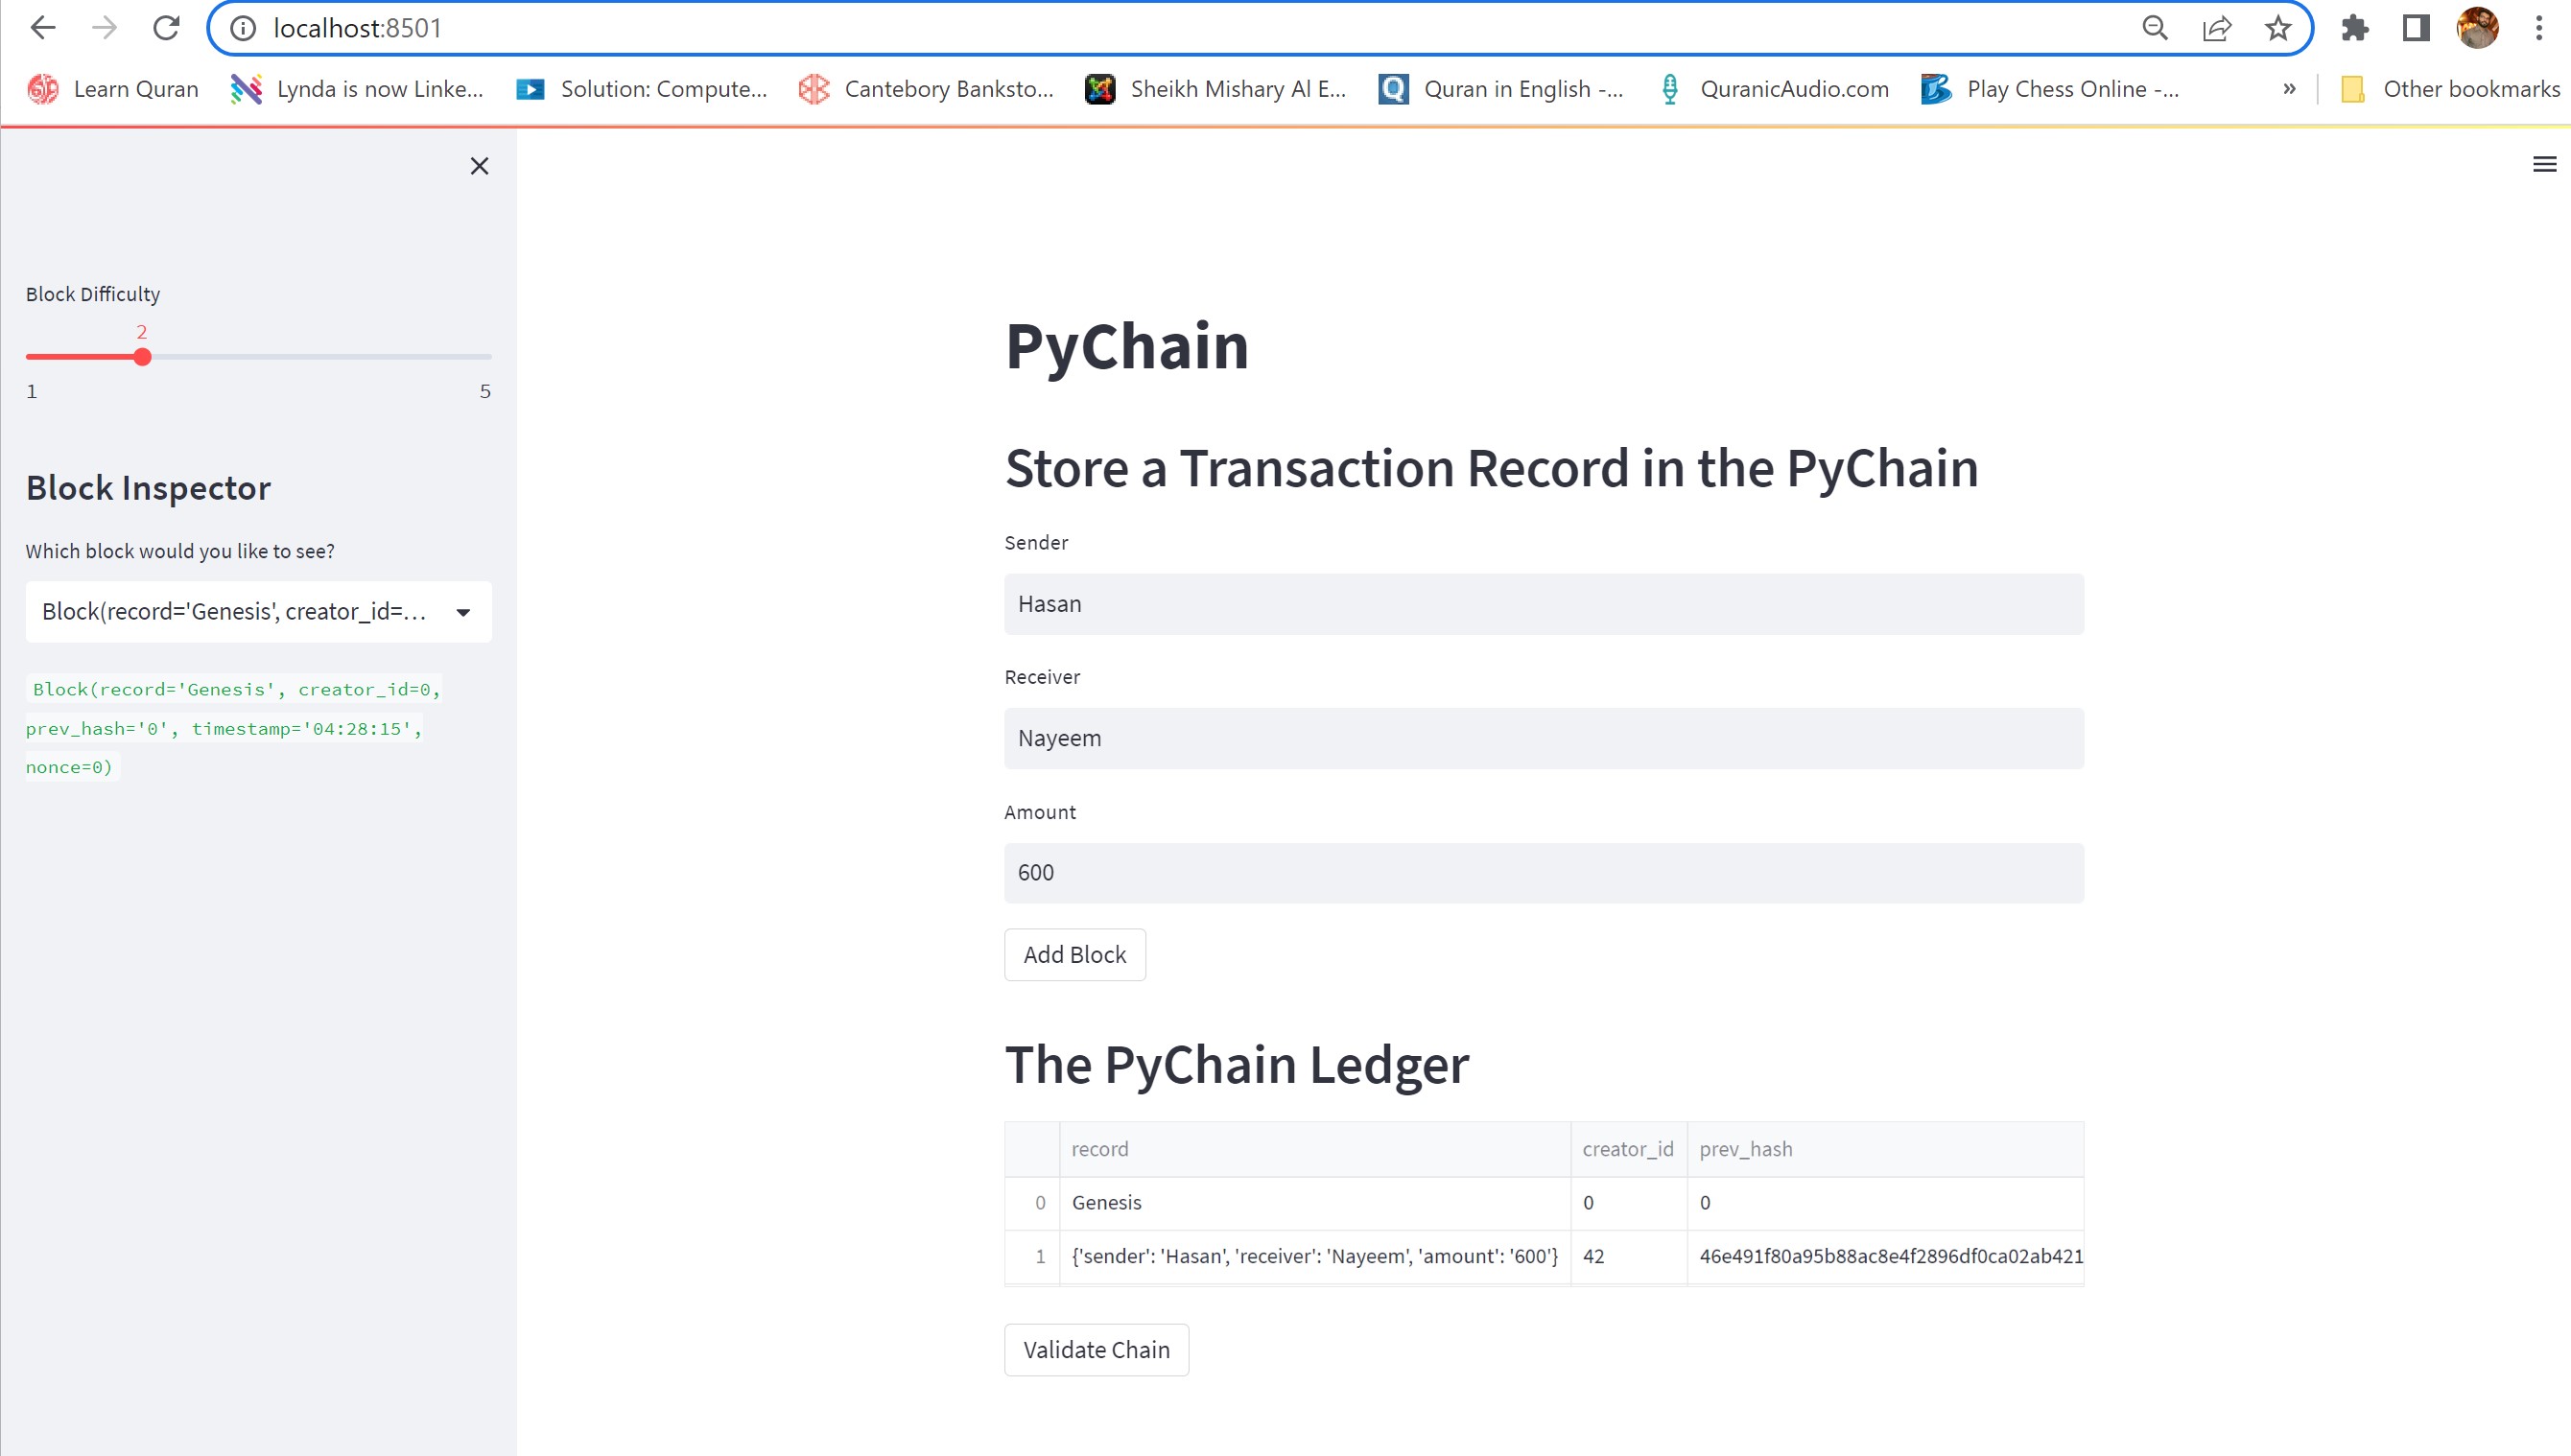 localhost:8501
Learn Quran
Lynda is now Linke...
Solution: Compute...
Cantebory Banksto...
Sheikh Mishary Al E...
Quran in English -...
QuranicAudio.com
Play Chess Online -...
»
Other bookmarks
Block Difficulty
2
1
5
Block Inspector
Which block would you like to see?
Block(record='Genesis', creator_id=...
Block(record='Genesis', creator_id=0,
prev_hash='0', timestamp='04:28:15',
nonce=0)
PyChain
Store a Transaction Record in the PyChain
Sender
Hasan
Receiver
Nayeem
Amount
600
Add Block
The PyChain Ledger
record creator_id prev_hash
0 Genesis 0 0
1 {'sender': 'Hasan', 'receiver': 'Nayeem', 'amount': '600'} 42 46e491f80a95b88ac8e4f2896df0ca02ab421
Validate Chain